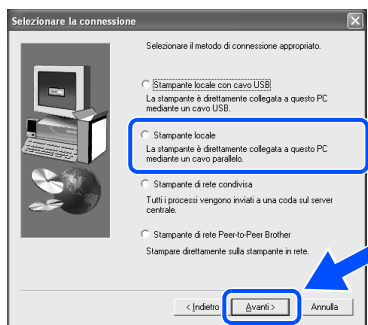 Selezionare la connessione
Selezionare il metodo di connessione appropriato.
Stampante locale con cavo USB
La stampante è direttamente collegata a questo PC
mediante un cavo USB.
Stampante locale
La stampante è direttamente collegata a questo PC
mediante un cavo parallelo.
Stampante di rete condivisa
Tutti i processi vengono inviati a una coda sul server
centrale.
Stampante di rete Peer-to-Peer Brother
Stampare direttamente sulla stampante in rete.
< Indietro
Avanti >
Annulla